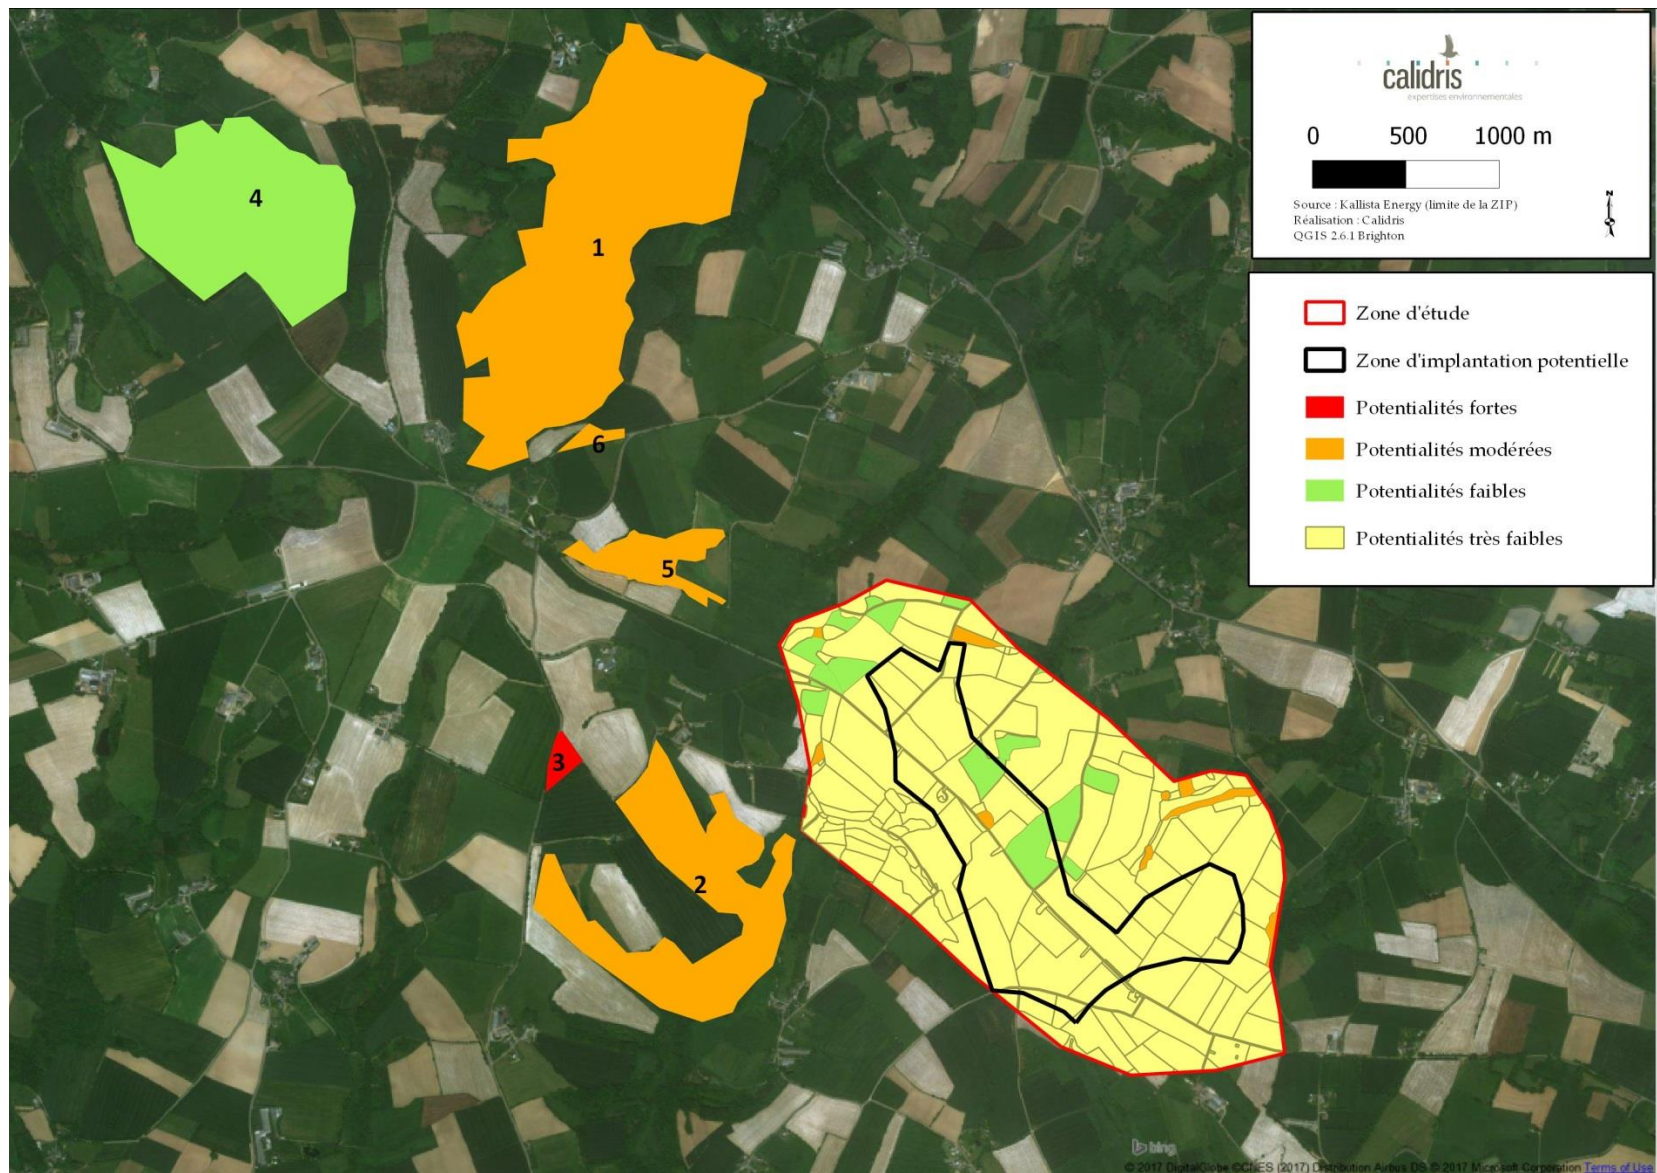 calidris
expertises environnementales
0 500 1000 m
Source : Kallista Energy (limite de la ZIP)
Réalisation : Calidris
QGIS 2.6.1 Brighton
N
Zone d'étude
Zone d'implantation potentielle
Potentialités fortes
Potentialités modérées
Potentialités faibles
Potentialités très faibles
4
1
6
5
3
2
bing
© 2017 DigitalGlobe ©CNES (2017) Distribution Airbus DS © 2017 Microsoft Corporation Terms of Use